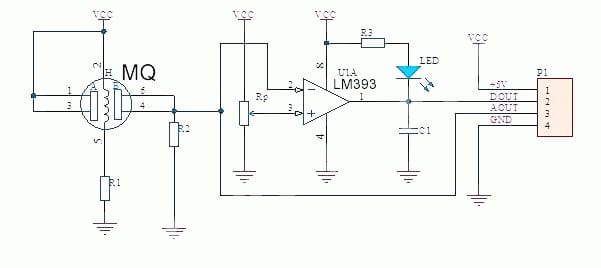 VCC
VCC
VCC
VCC
R3
LED
U1A
LM393
MQ
2
H
A
B
1
3
6
4
5
R1
R2
Rp
2
3
8
4
1
−
+
C1
P1
+5V
DOUT
AOUT
GND
1
2
3
4